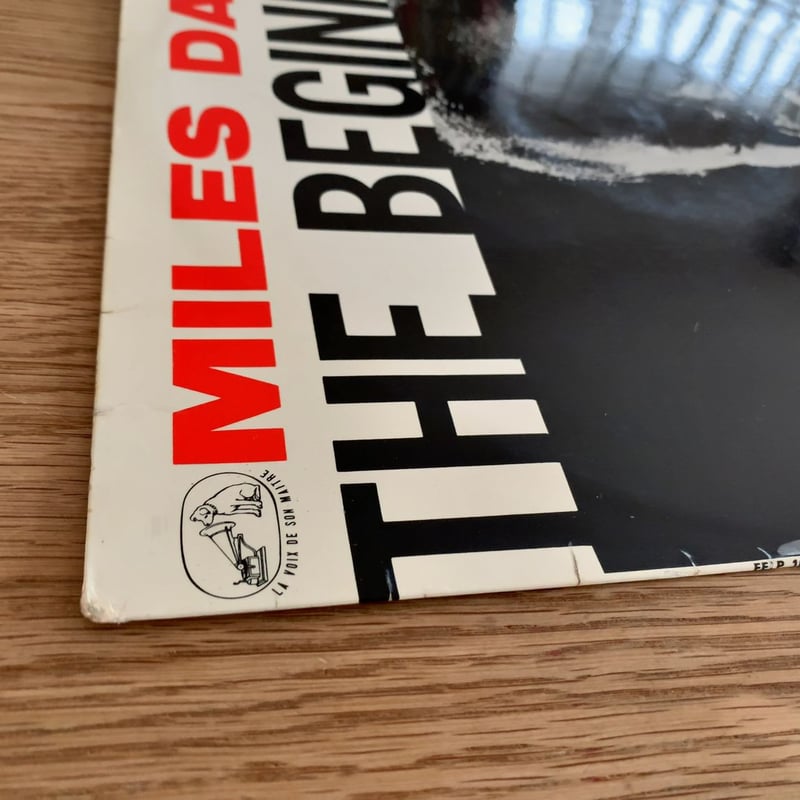 MILES DA
THE BEGIN
LA VOIX DE SON MAITRE